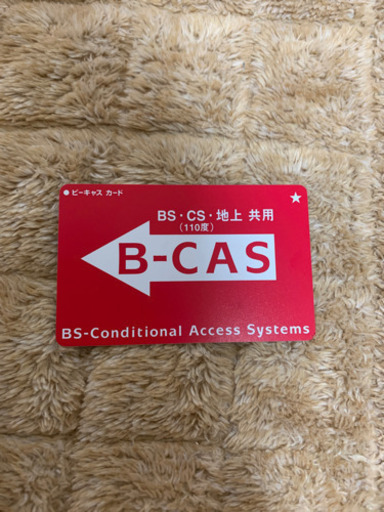 ● ビーキャス カード ★
BS・CS・地上 共用
(110度)
B-CAS
BS-Conditional Access Systems